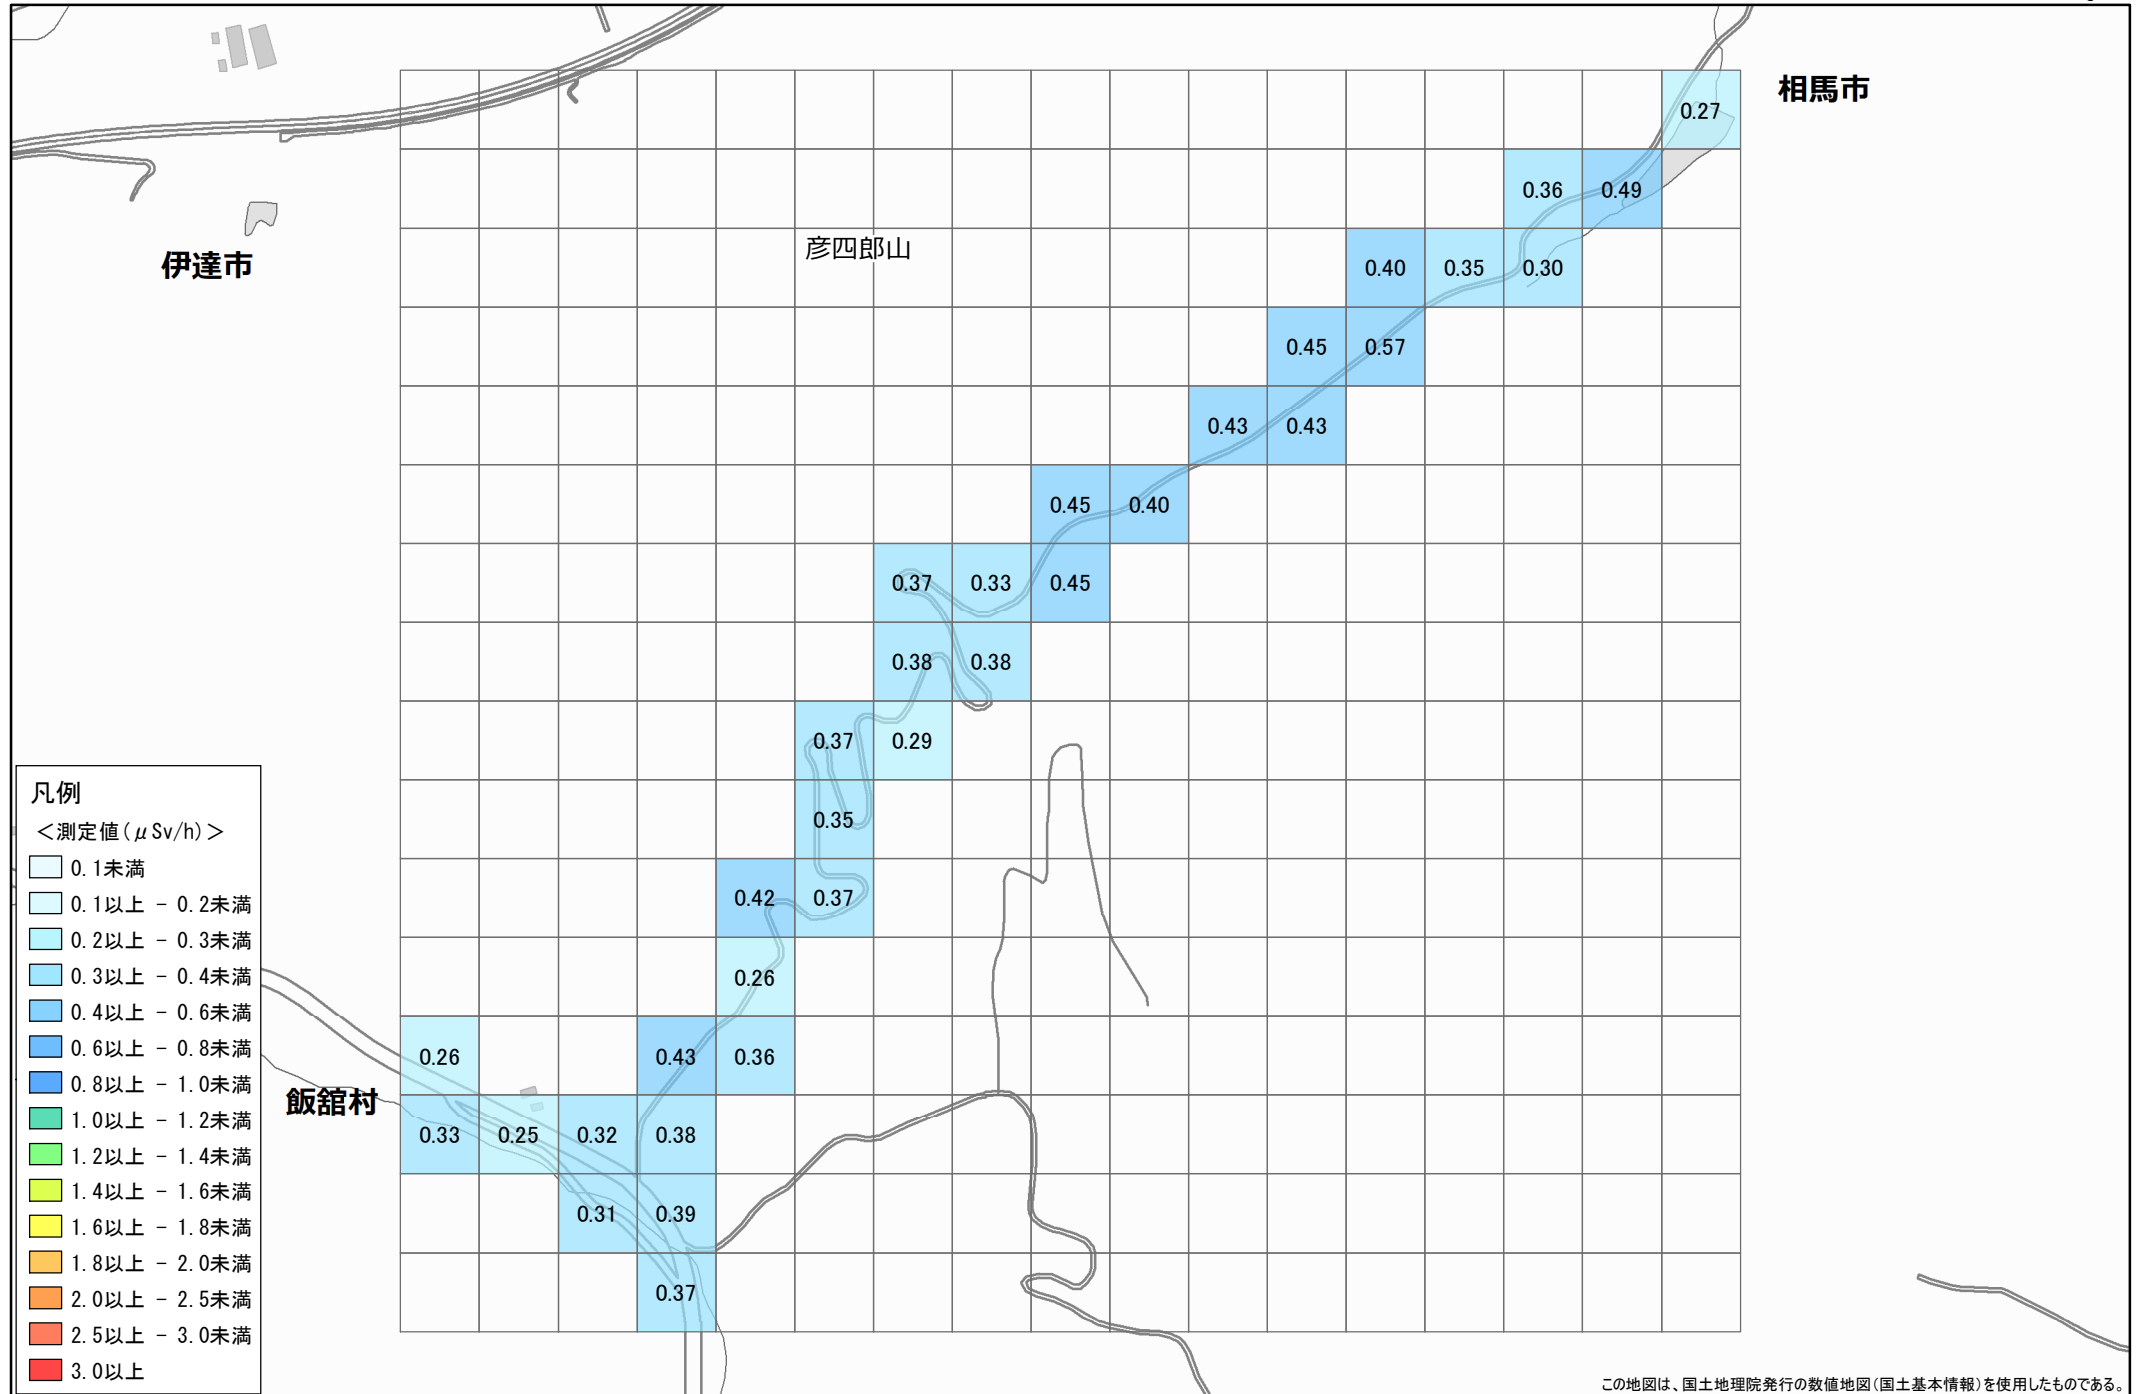 相馬市
0.27
0.36 0.49
彦四郎山
伊達市
0.40 0.35 0.30
0.45 0.57
0.43 0.43
0.45 0.40
0.37 0.33 0.45
0.38 0.38
0.37 0.29
0.35
0.42 0.37
0.26
0.26 0.43 0.36
飯舘村
0.33 0.25 0.32 0.38
0.31 0.39
0.37
凡例
＜測定値(μSv/h)＞
0.1未満
0.1以上 － 0.2未満
0.2以上 － 0.3未満
0.3以上 － 0.4未満
0.4以上 － 0.6未満
0.6以上 － 0.8未満
0.8以上 － 1.0未満
1.0以上 － 1.2未満
1.2以上 － 1.4未満
1.4以上 － 1.6未満
1.6以上 － 1.8未満
1.8以上 － 2.0未満
2.0以上 － 2.5未満
2.5以上 － 3.0未満
3.0以上
この地図は、国土地理院発行の数値地図(国土基本情報)を使用したものである。